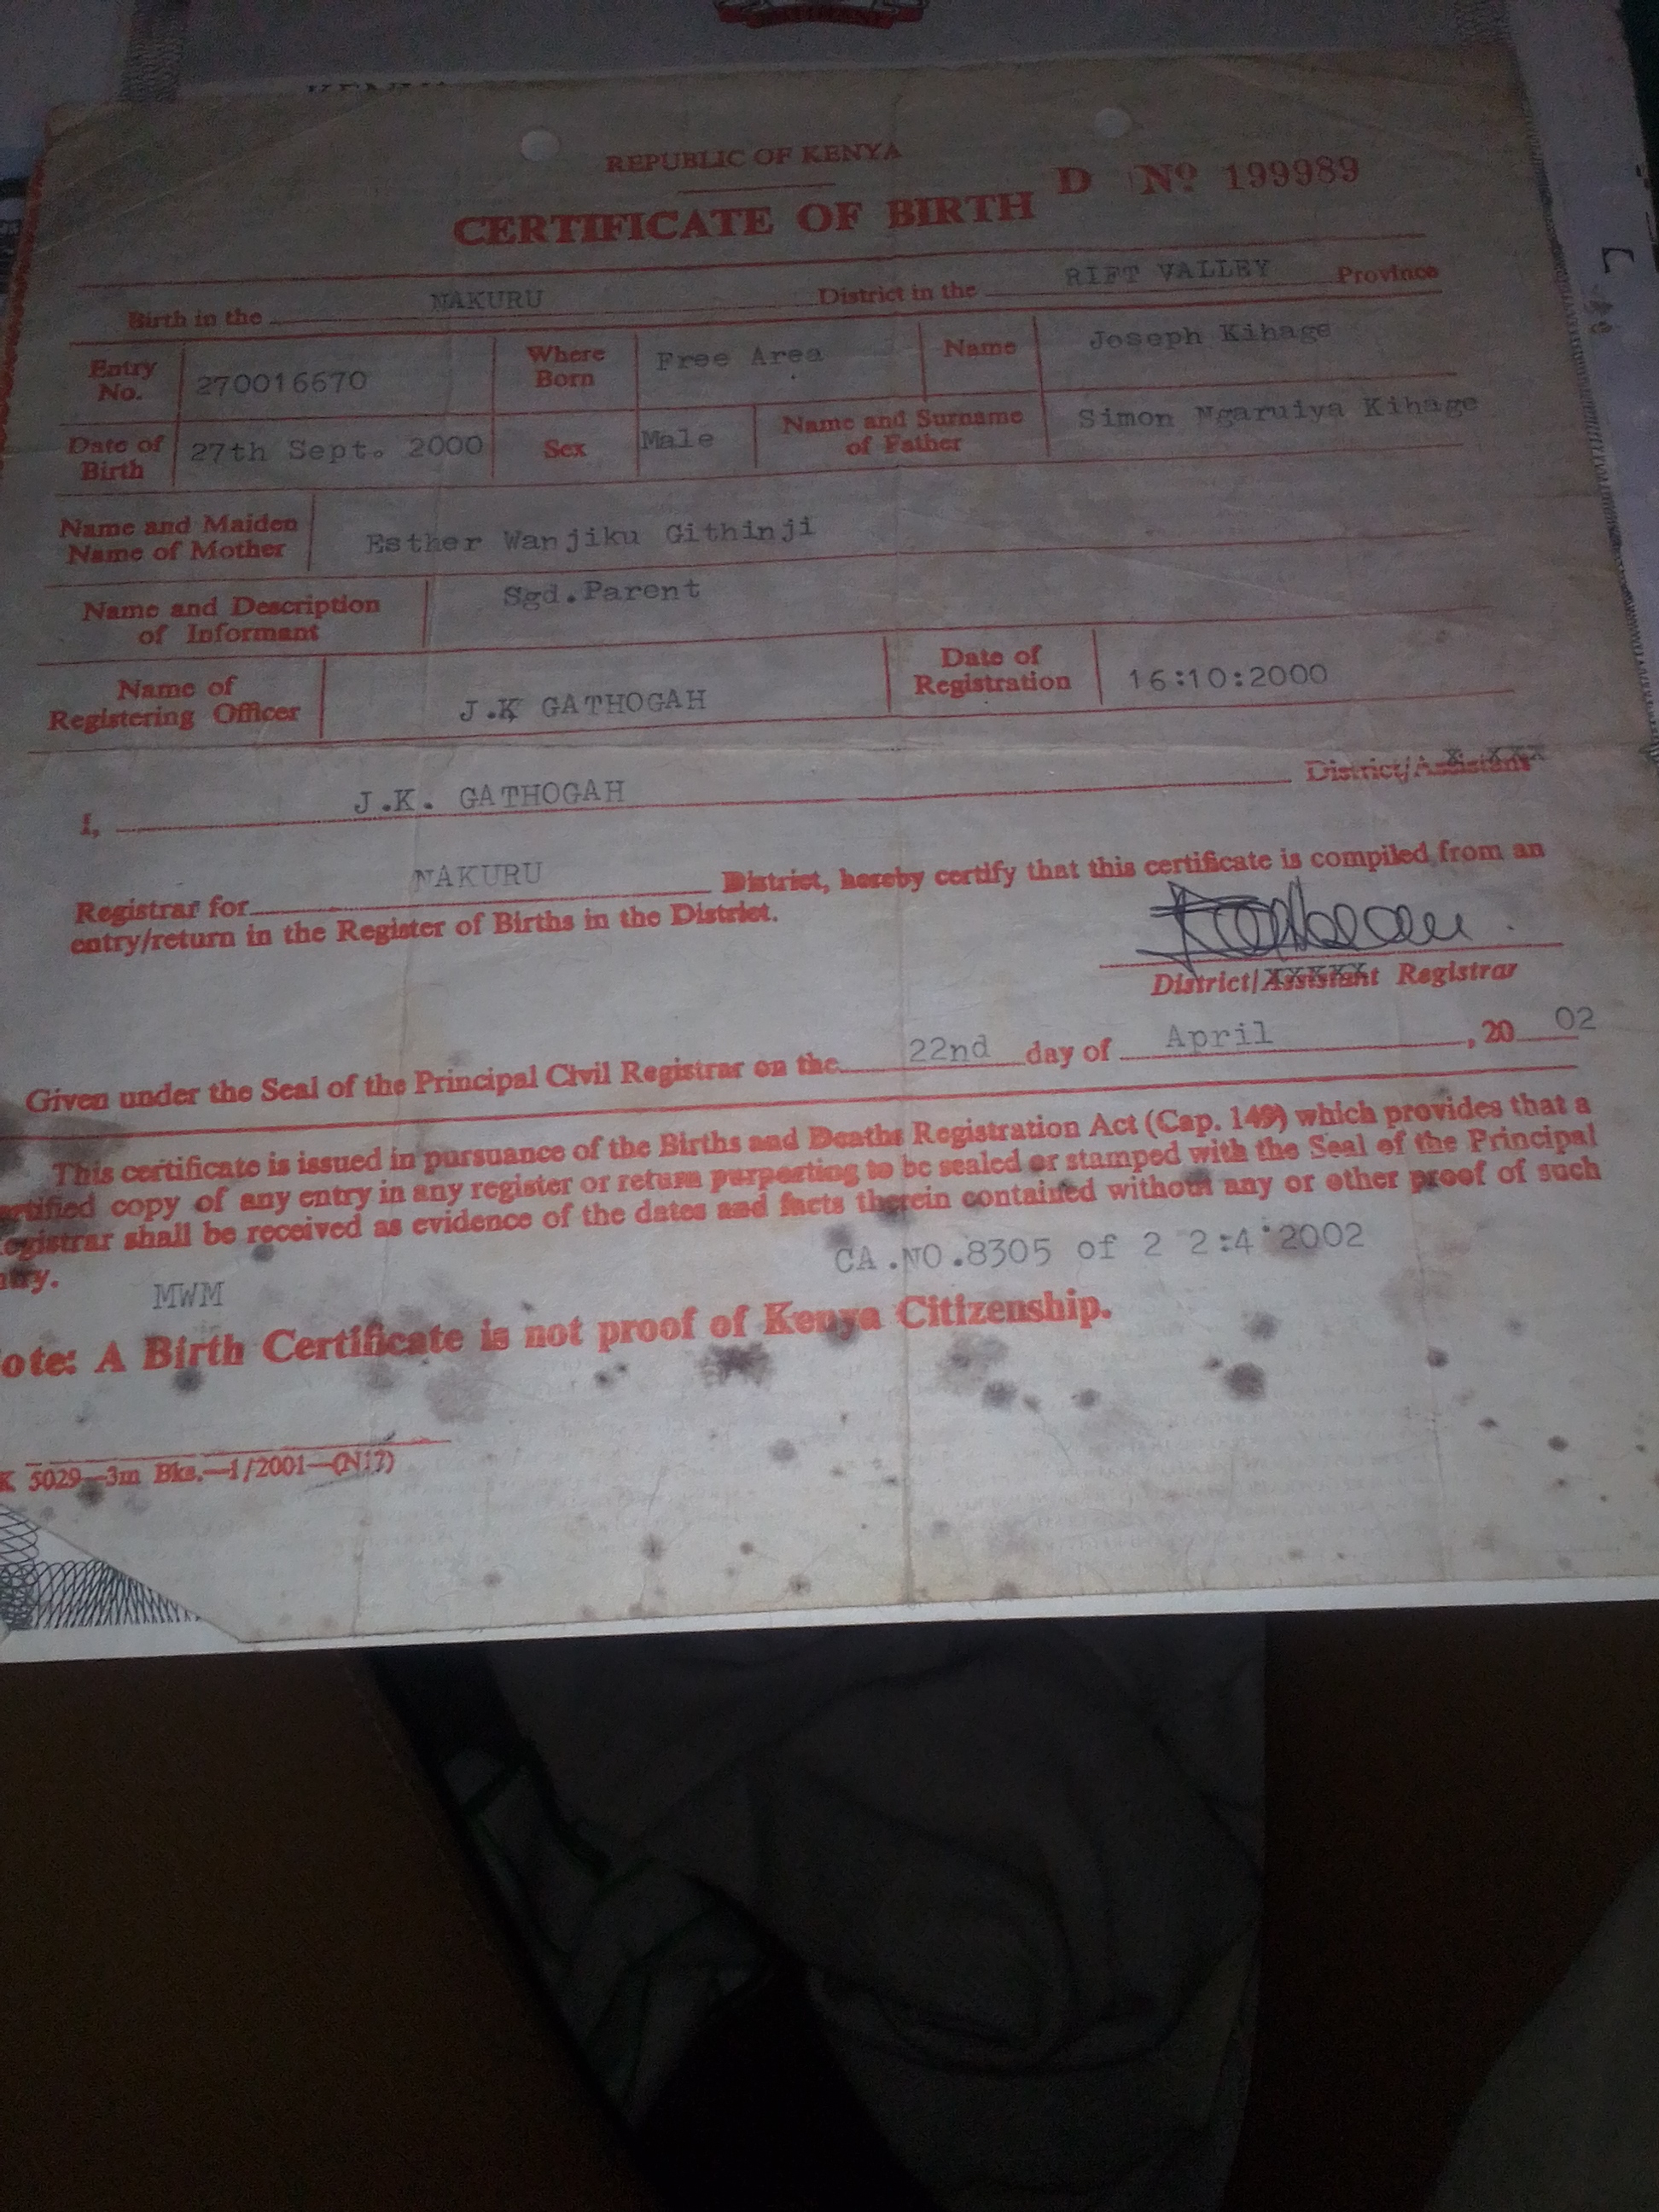 REPUBLIC OF KENYA
CERTIFICATE OF BIRTH D Nº 199989
Birth in the NAKURU District in the RIFT VALLEY Province
Entry No. 270016670 Where Born Free Area Name Joseph Kihage
Date of Birth 27th Sept. 2000 Sex Male Name and Surname of Father Simon Ngaruiya Kihage
Name and Maiden Name of Mother Esther Wanjiku Githinji
Name and Description of Informant Sgd.Parent
Name of Registering Officer J.K GATHOGAH Date of Registration 16:10:2000
I, J.K. GATHOGAH District/Assistant
Registrar for NAKURU District, hereby certify that this certificate is compiled from an
entry/return in the Register of Births in the District.
District/Assistant Registrar
Given under the Seal of the Principal Civil Registrar on the 22nd day of April, 2002
This certificate is issued in pursuance of the Births and Deaths Registration Act (Cap. 149) which provides that a
copy of any entry in any register or return purporting to be sealed or stamped with the Seal of the Principal
shall be received as evidence of the dates and facts therein contained without any or other proof of such
MWM CA.NO.8305 of 2 2:4:2002
ote: A Birth Certificate is not proof of Kenya Citizenship.
K 5029—3m Bks.—1/2001—(N17)